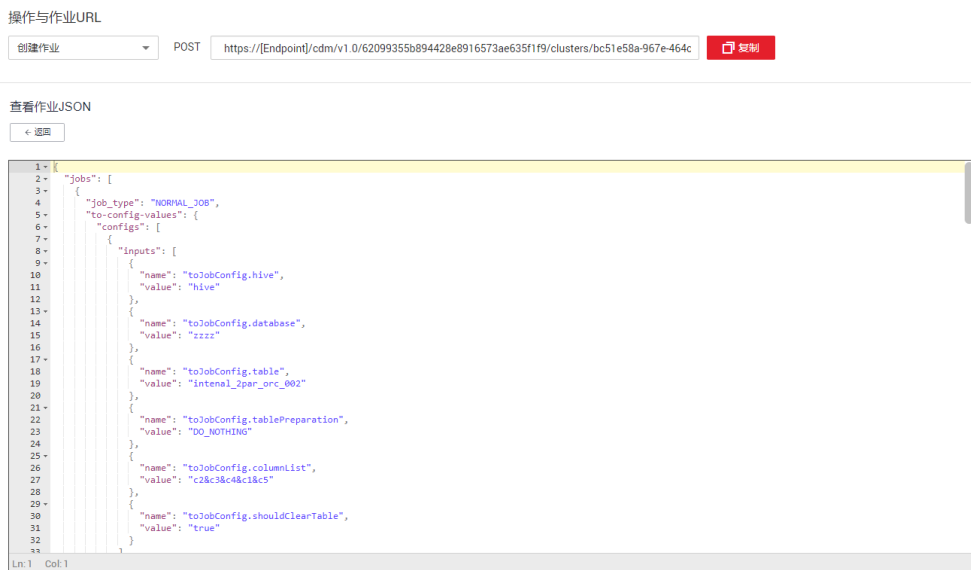 操作与作业URL
创建作业 POST https://[Endpoint]/cdm/v1.0/62099355b894428e8916573ae635f1f9/clusters/bc51e58a-967e-464c 复制
查看作业JSON
← 返回
1 {
2 "jobs": [
3 {
4 "job_type": "NORMAL_JOB",
5 "to-config-values": {
6 "configs": [
7 {
8 "inputs": [
9 {
10 "name": "toJobConfig.hive",
11 "value": "hive"
12 },
13 {
14 "name": "toJobConfig.database",
15 "value": "zzzz"
16 },
17 {
18 "name": "toJobConfig.table",
19 "value": "intenal_2par_orc_002"
20 },
21 {
22 "name": "toJobConfig.tablePreparation",
23 "value": "DO_NOTHING"
24 },
25 {
26 "name": "toJobConfig.columnList",
27 "value": "c2&c3&c4&c1&c5"
28 },
29 {
30 "name": "toJobConfig.shouldClearTable",
31 "value": "true"
32 }
33 ]
Ln: 1 Col: 1